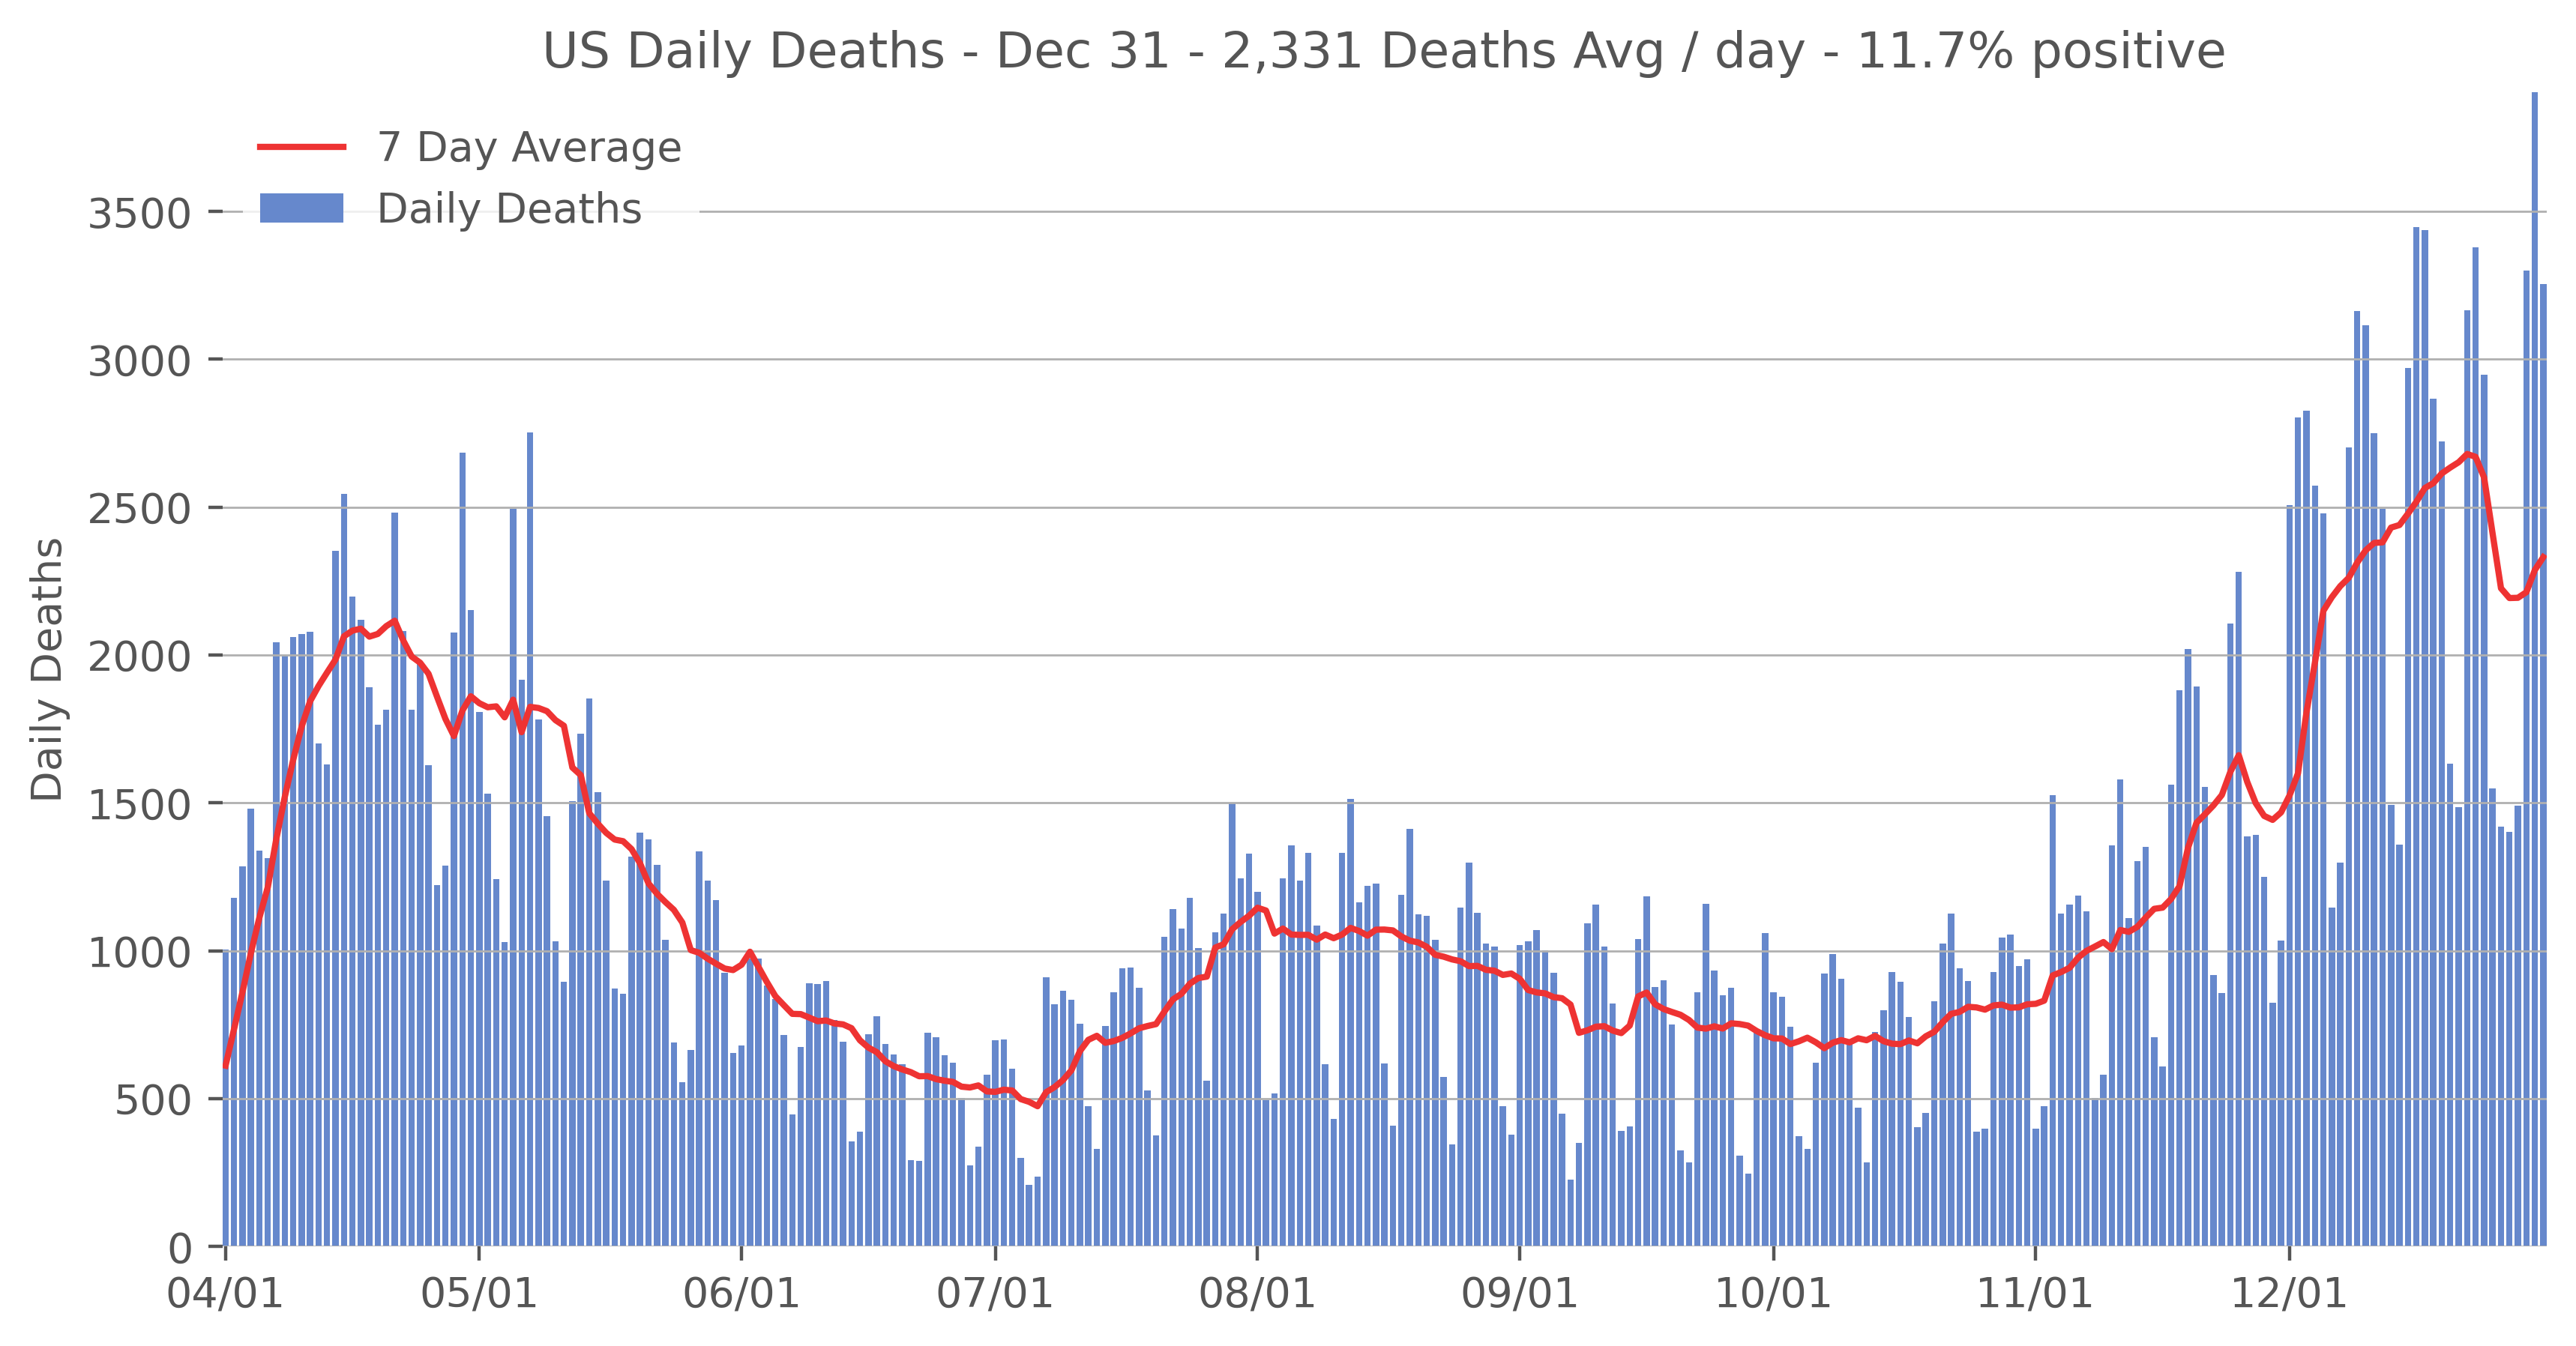 US Daily Deaths - Dec 31 - 2,331 Deaths Avg / day - 11.7% positive
7 Day Average
Daily Deaths
3500
3000
2500
2000
1500
1000
500
0
Daily Deaths
04/01 05/01 06/01 07/01 08/01 09/01 10/01 11/01 12/01